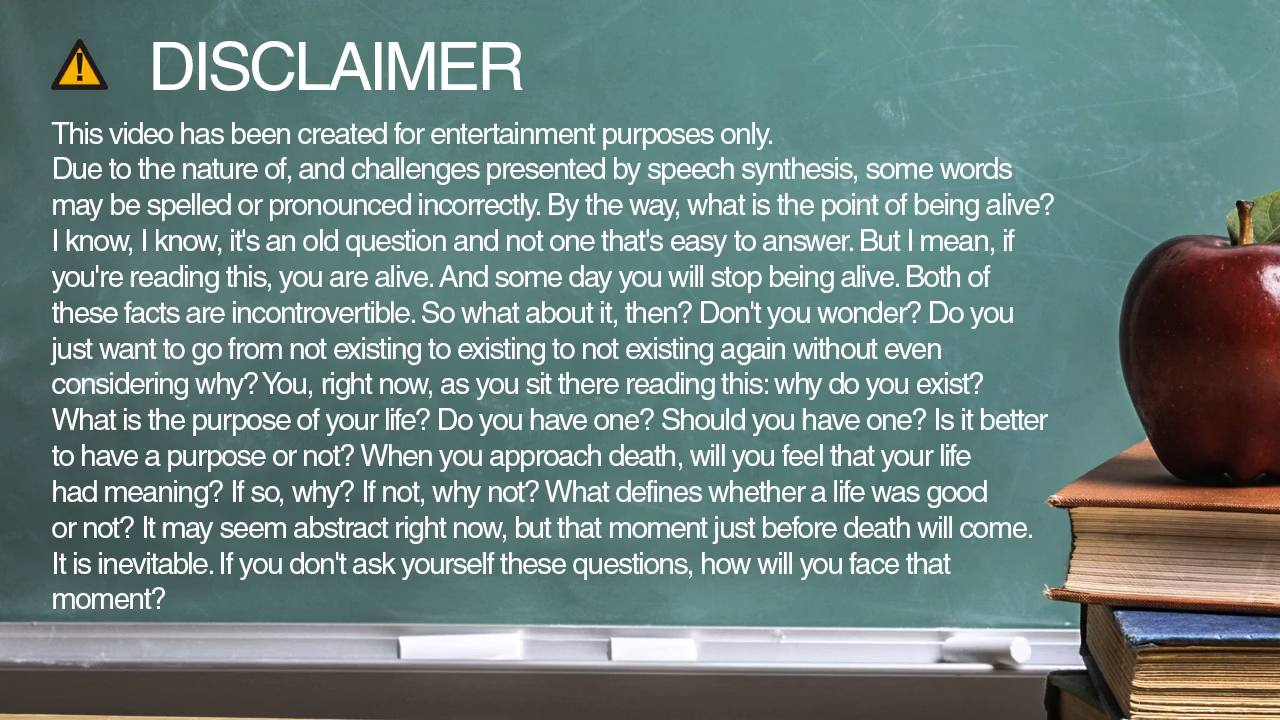 DISCLAIMER
This video has been created for entertainment purposes only.
Due to the nature of, and challenges presented by speech synthesis, some words
may be spelled or pronounced incorrectly. By the way, what is the point of being alive?
I know, I know, it's an old question and not one that's easy to answer. But I mean, if
you're reading this, you are alive. And some day you will stop being alive. Both of
these facts are incontrovertible. So what about it, then? Don't you wonder? Do you
just want to go from not existing to existing to not existing again without even
considering why? You, right now, as you sit there reading this: why do you exist?
What is the purpose of your life? Do you have one? Should you have one? Is it better
to have a purpose or not? When you approach death, will you feel that your life
had meaning? If so, why? If not, why not? What defines whether a life was good
or not? It may seem abstract right now, but that moment just before death will come.
It is inevitable. If you don't ask yourself these questions, how will you face that
moment?